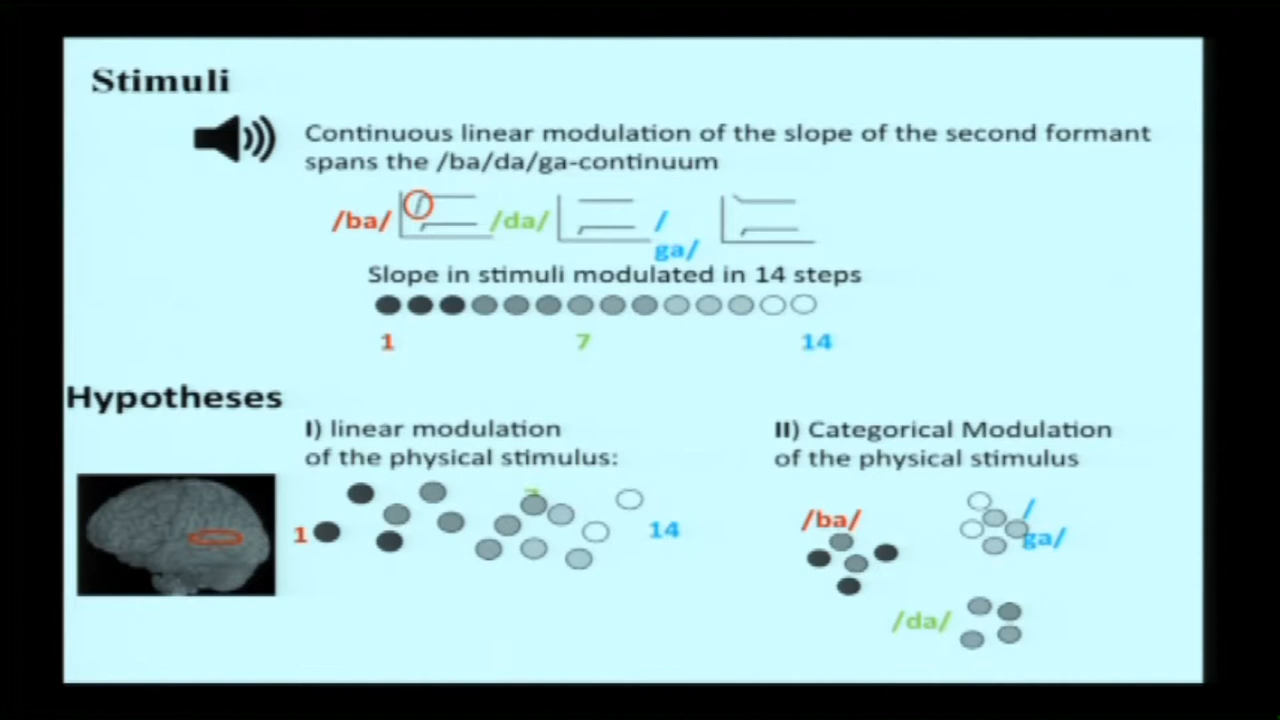 Stimuli
Continuous linear modulation of the slope of the second formant
spans the /ba/da/ga-continuum
/ba/ /da/ /
ga/
Slope in stimuli modulated in 14 steps
1 7 14
Hypotheses
I) linear modulation
of the physical stimulus:
II) Categorical Modulation
of the physical stimulus
1 14
/ba/
/
ga/
/da/